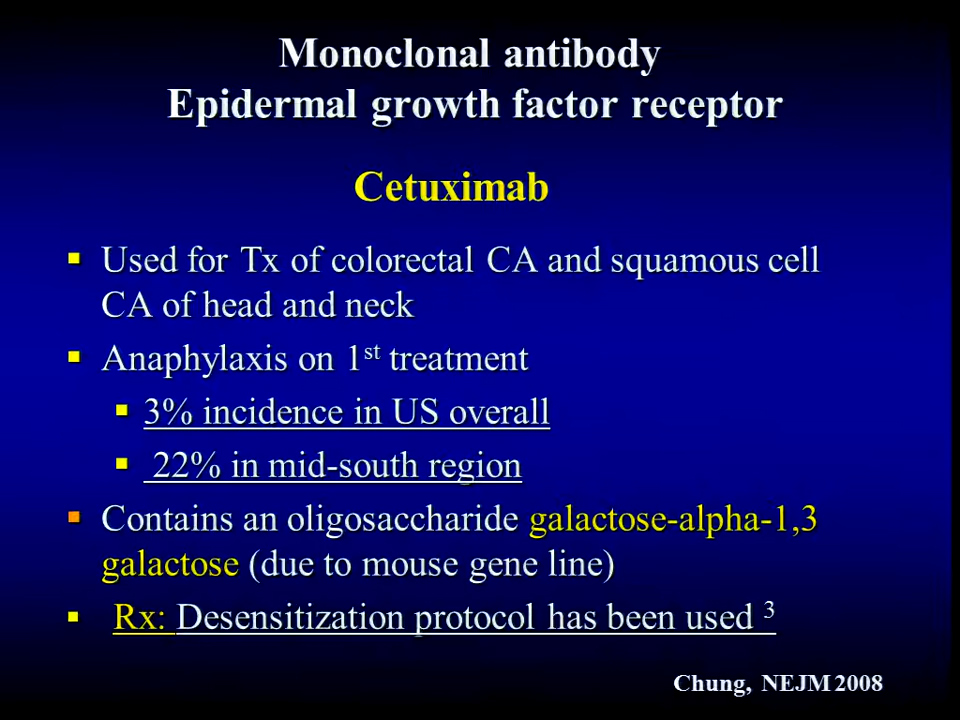 Monoclonal antibody
Epidermal growth factor receptor
Cetuximab
▪ Used for Tx of colorectal CA and squamous cell
CA of head and neck
▪ Anaphylaxis on 1st treatment
▪ 3% incidence in US overall
▪ 22% in mid-south region
▪ Contains an oligosaccharide galactose-alpha-1,3
galactose (due to mouse gene line)
▪ Rx: Desensitization protocol has been used 3
Chung, NEJM 2008